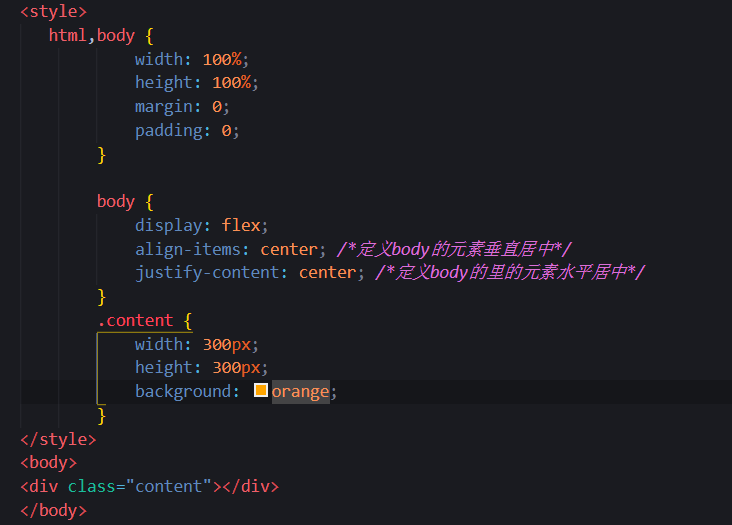 <style>
html,body {
width: 100%;
height: 100%;
margin: 0;
padding: 0;
}
body {
display: flex;
align-items: center; /*定义body的元素垂直居中*/
justify-content: center; /*定义body的里的元素水平居中*/
}
.content {
width: 300px;
height: 300px;
background: orange;
}
</style>
<body>
<div class="content"></div>
</body>